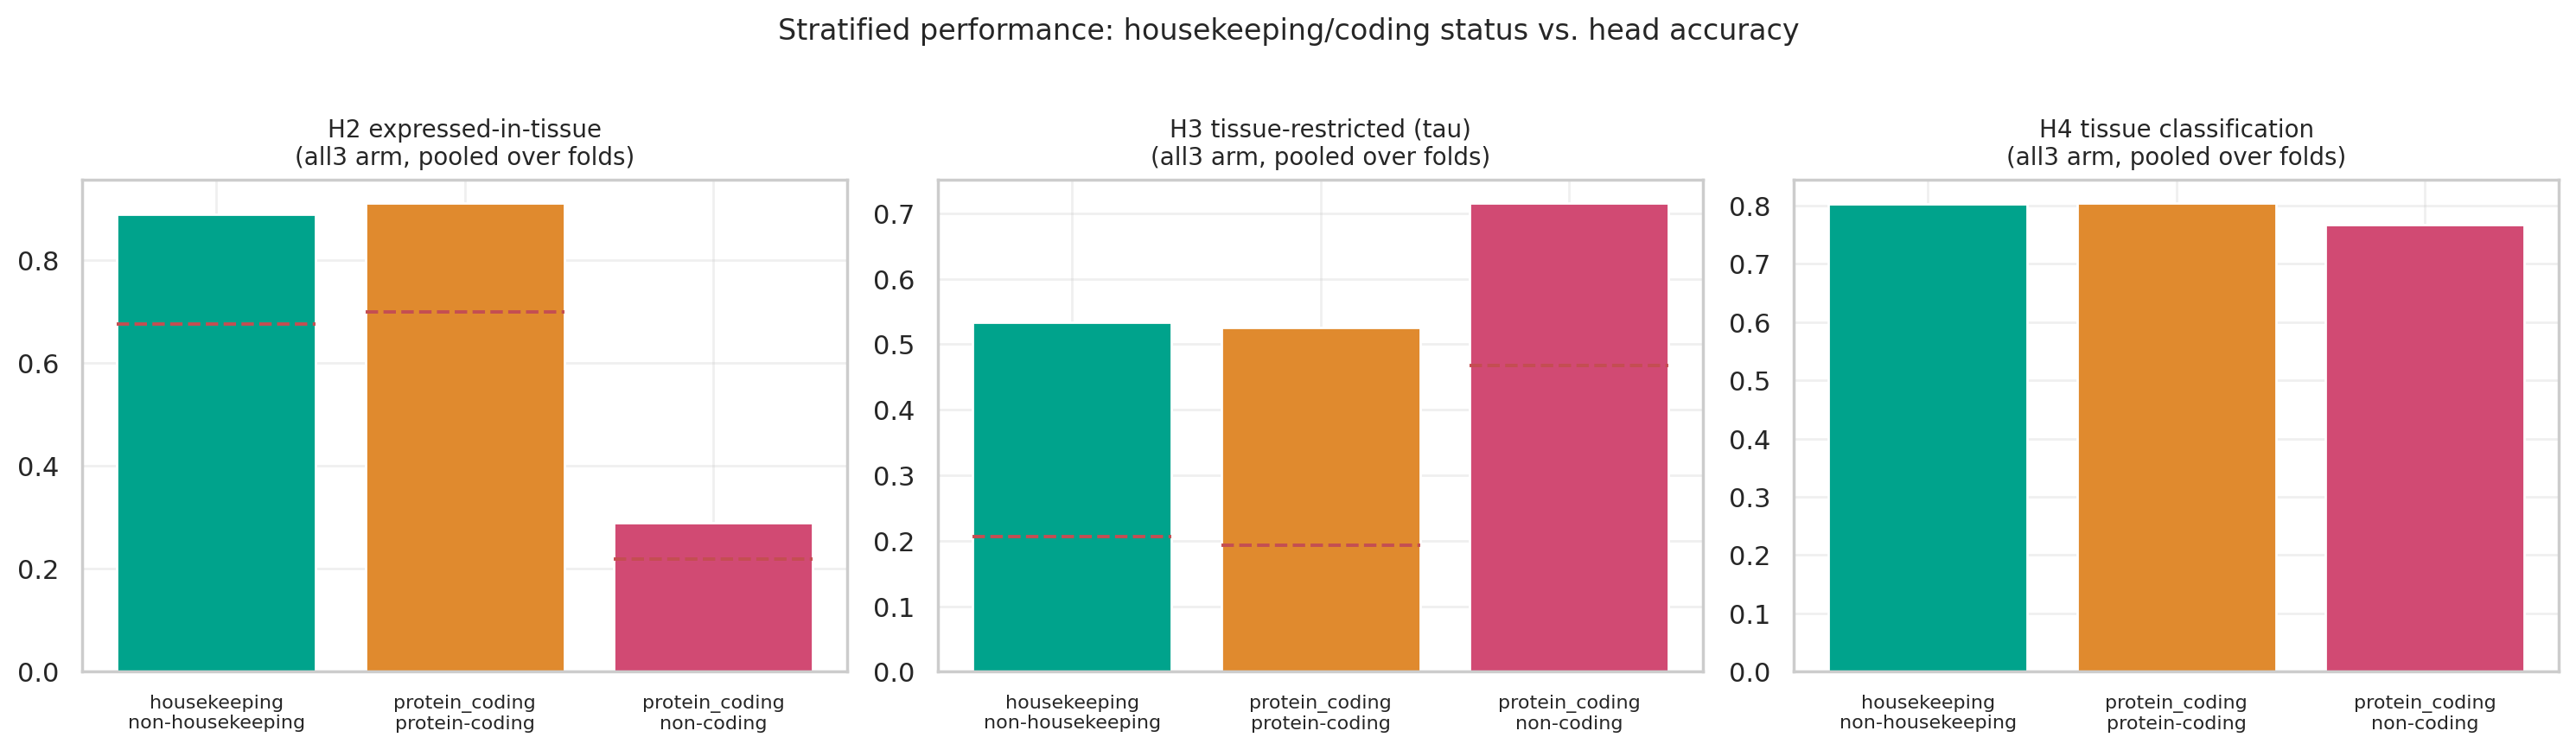 Stratified performance: housekeeping/coding status vs. head accuracy
H2 expressed-in-tissue
(all3 arm, pooled over folds)
0.8
0.6
0.4
0.2
0.0
housekeeping
non-housekeeping
protein_coding
protein-coding
protein_coding
non-coding
H3 tissue-restricted (tau)
(all3 arm, pooled over folds)
0.7
0.6
0.5
0.4
0.3
0.2
0.1
0.0
housekeeping
non-housekeeping
protein_coding
protein-coding
protein_coding
non-coding
H4 tissue classification
(all3 arm, pooled over folds)
0.8
0.7
0.6
0.5
0.4
0.3
0.2
0.1
0.0
housekeeping
non-housekeeping
protein_coding
protein-coding
protein_coding
non-coding